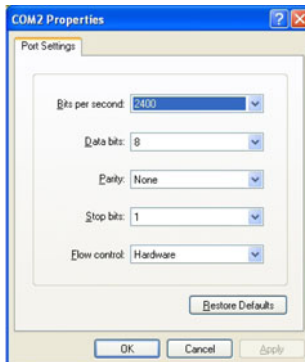 COM2 Properties
Port Settings
Bits per second: 2400
Data bits: 8
Parity: None
Stop bits: 1
Flow control: Hardware
Restore Defaults
OK Cancel Apply